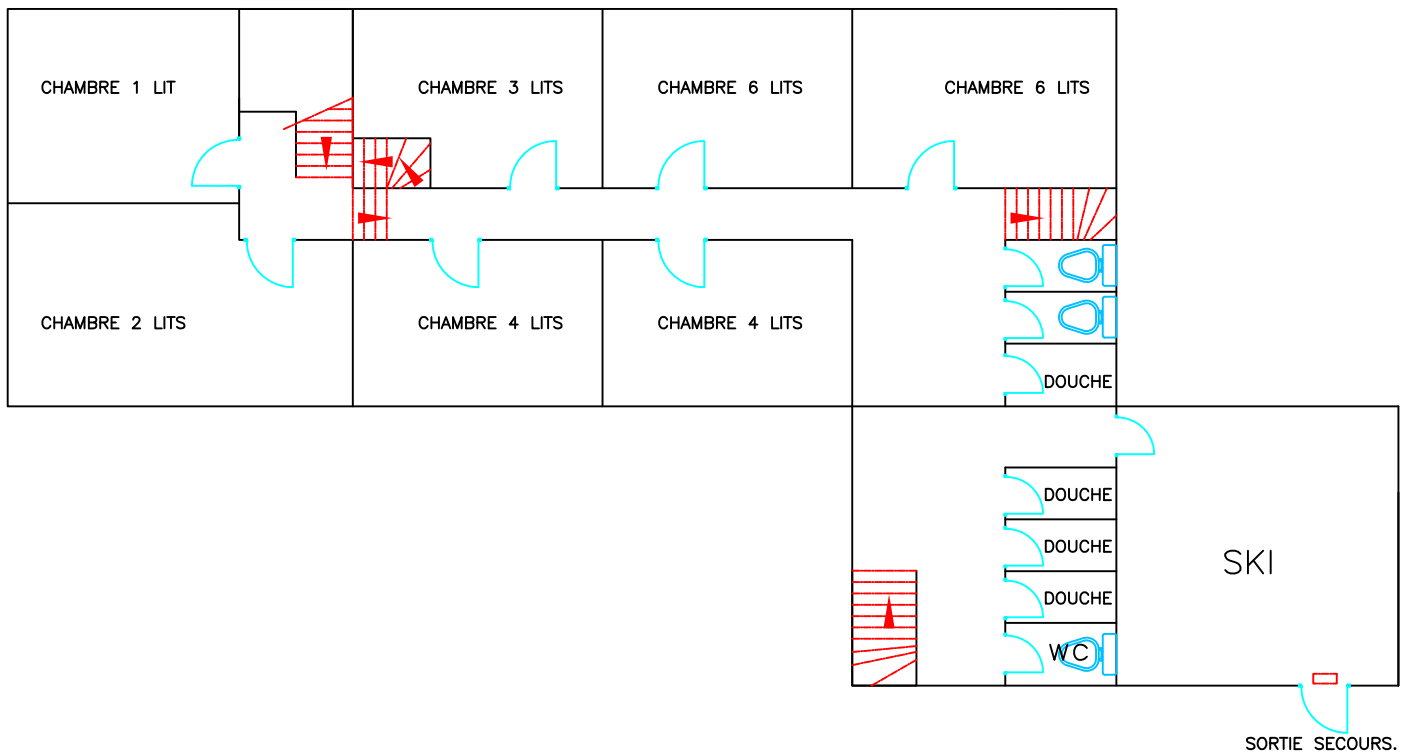 CHAMBRE 1 LIT
CHAMBRE 3 LITS
CHAMBRE 6 LITS
CHAMBRE 6 LITS
CHAMBRE 2 LITS
CHAMBRE 4 LITS
CHAMBRE 4 LITS
DOUCHE
DOUCHE
DOUCHE
SKI
DOUCHE
WC
SORTIE SECOURS.